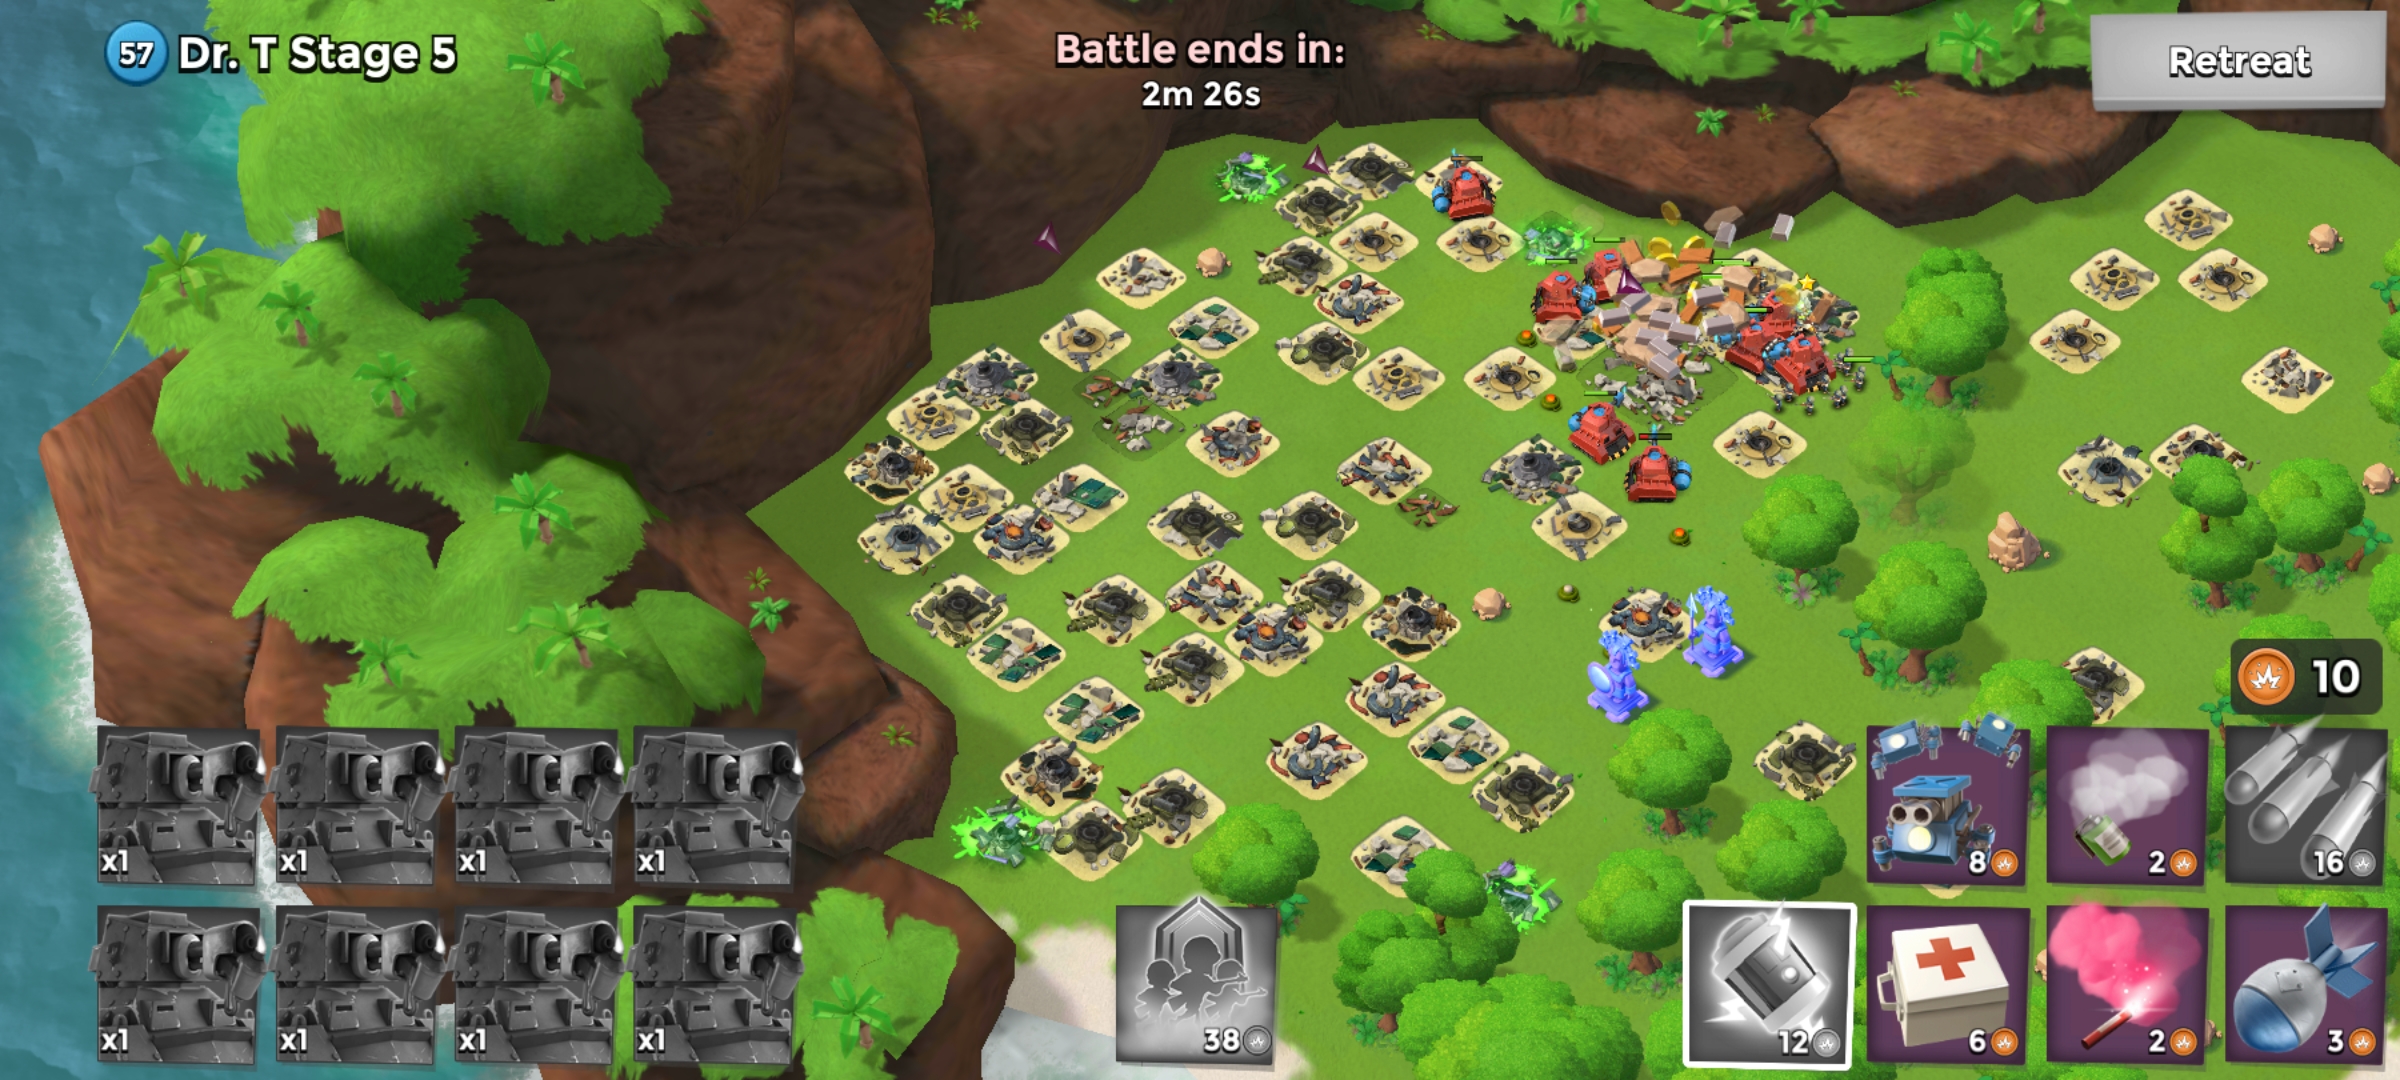 57 Dr. T Stage 5
Battle ends in:
2m 26s
Retreat
10
x1 x1 x1 x1
8 2 16
x1 x1 x1 x1
38 12 6 2 3